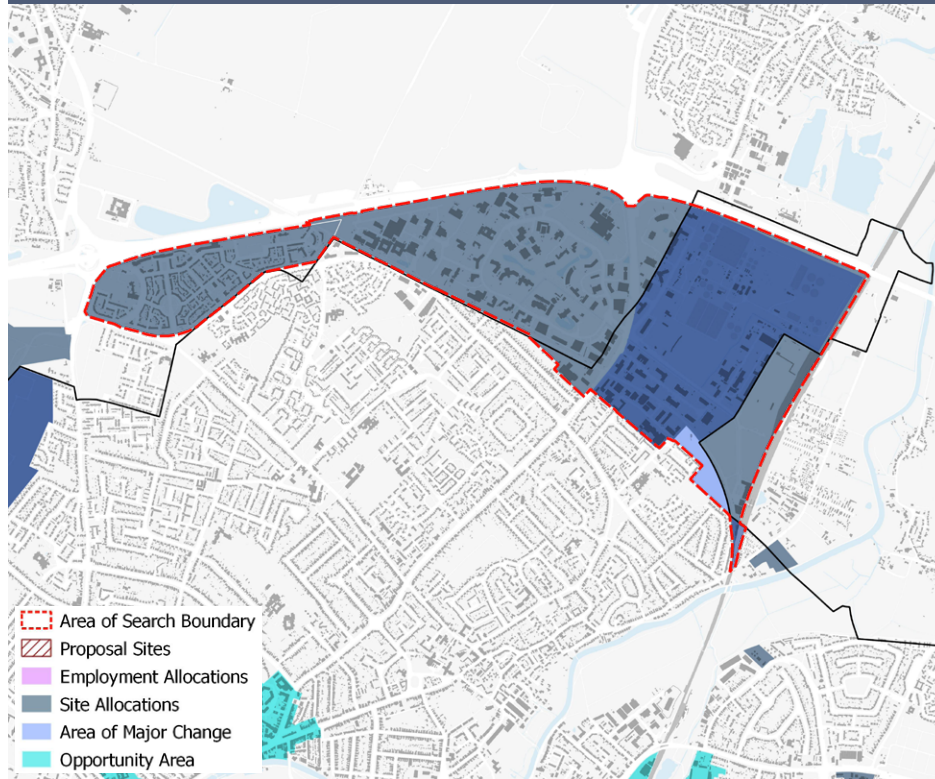 Area of Search Boundary
Proposal Sites
Employment Allocations
Site Allocations
Area of Major Change
Opportunity Area